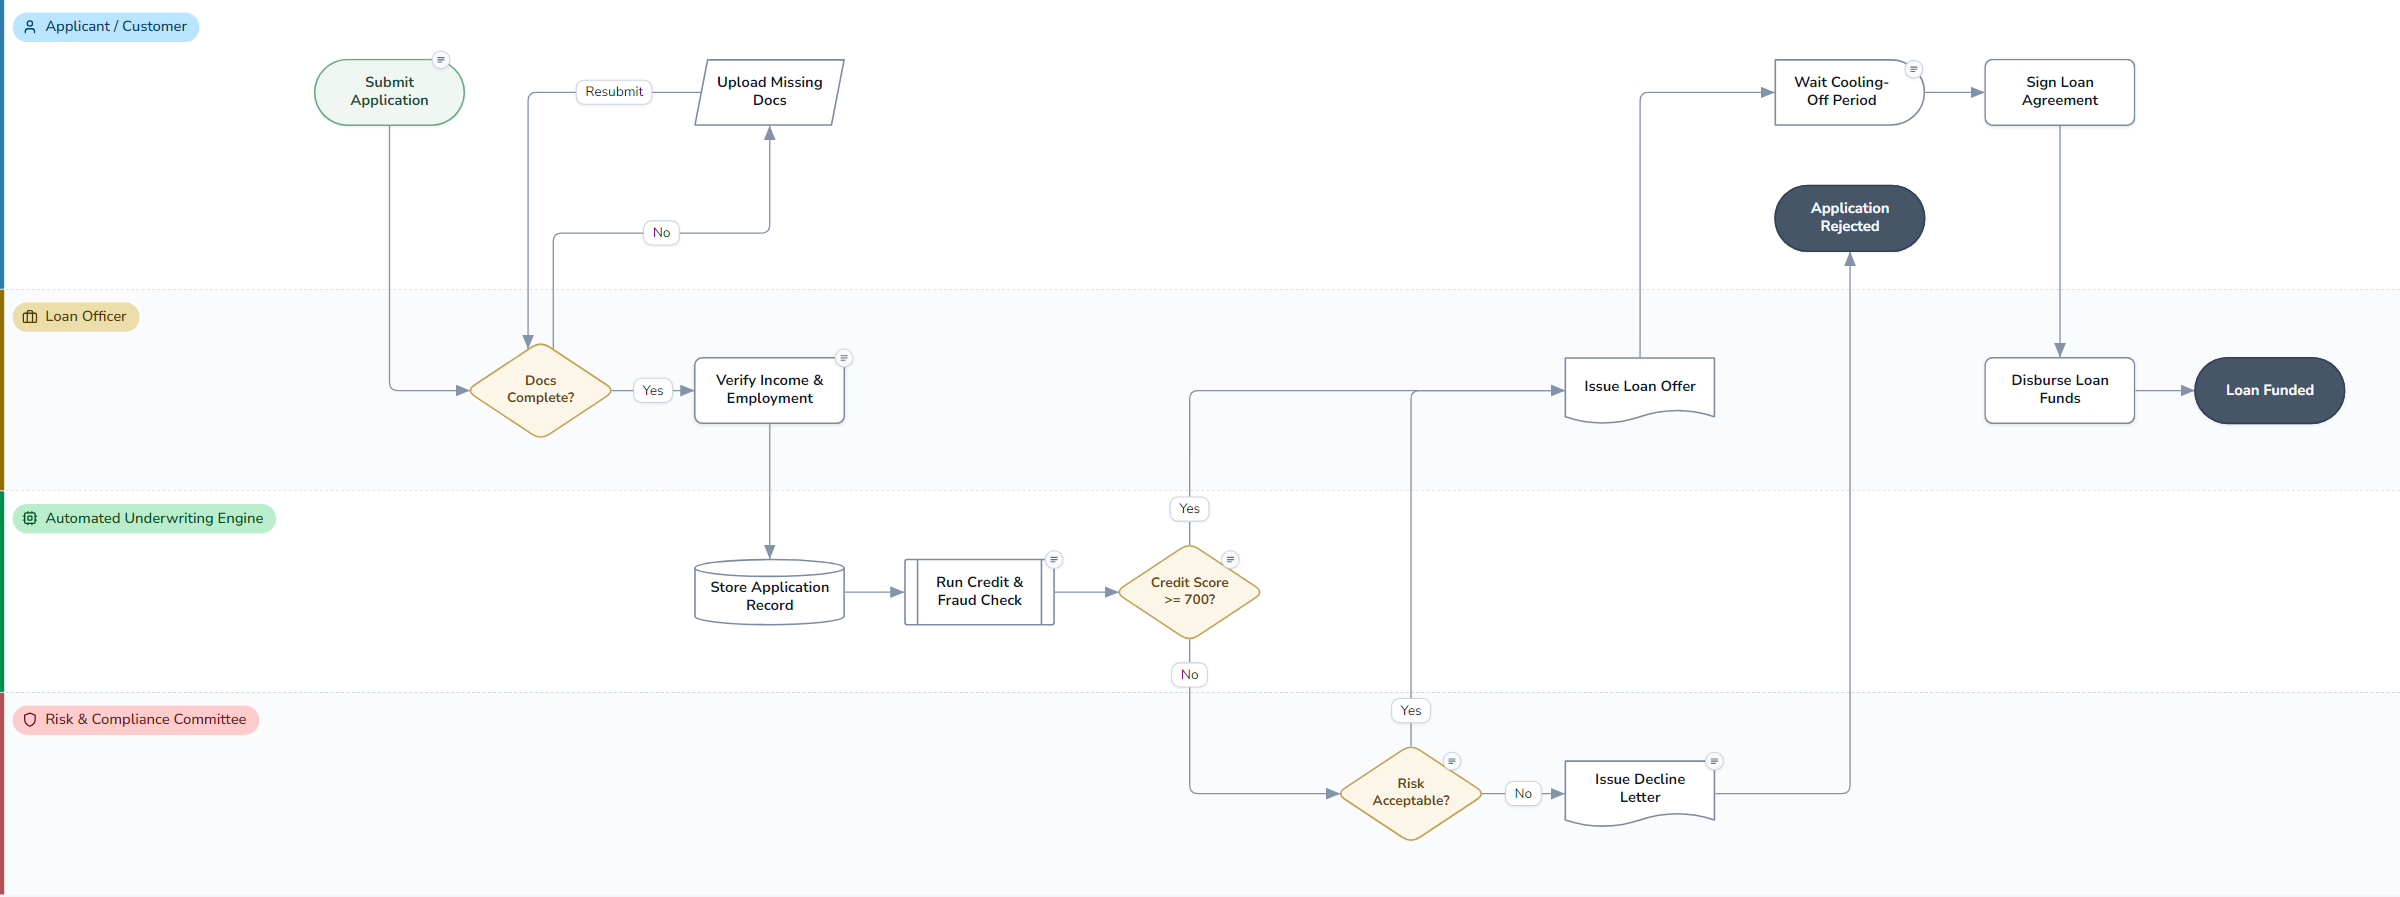 Applicant / Customer
Submit
Application
Resubmit
Upload Missing
Docs
No
Wait Cooling-
Off Period
Sign Loan
Agreement
Application
Rejected
Loan Officer
Docs
Complete?
Yes
Verify Income &
Employment
Issue Loan Offer
Disburse Loan
Funds
Loan Funded
Automated Underwriting Engine
Yes
Store Application
Record
Run Credit &
Fraud Check
Credit Score
>= 700?
No
Risk & Compliance Committee
Yes
Risk
Acceptable?
No
Issue Decline
Letter